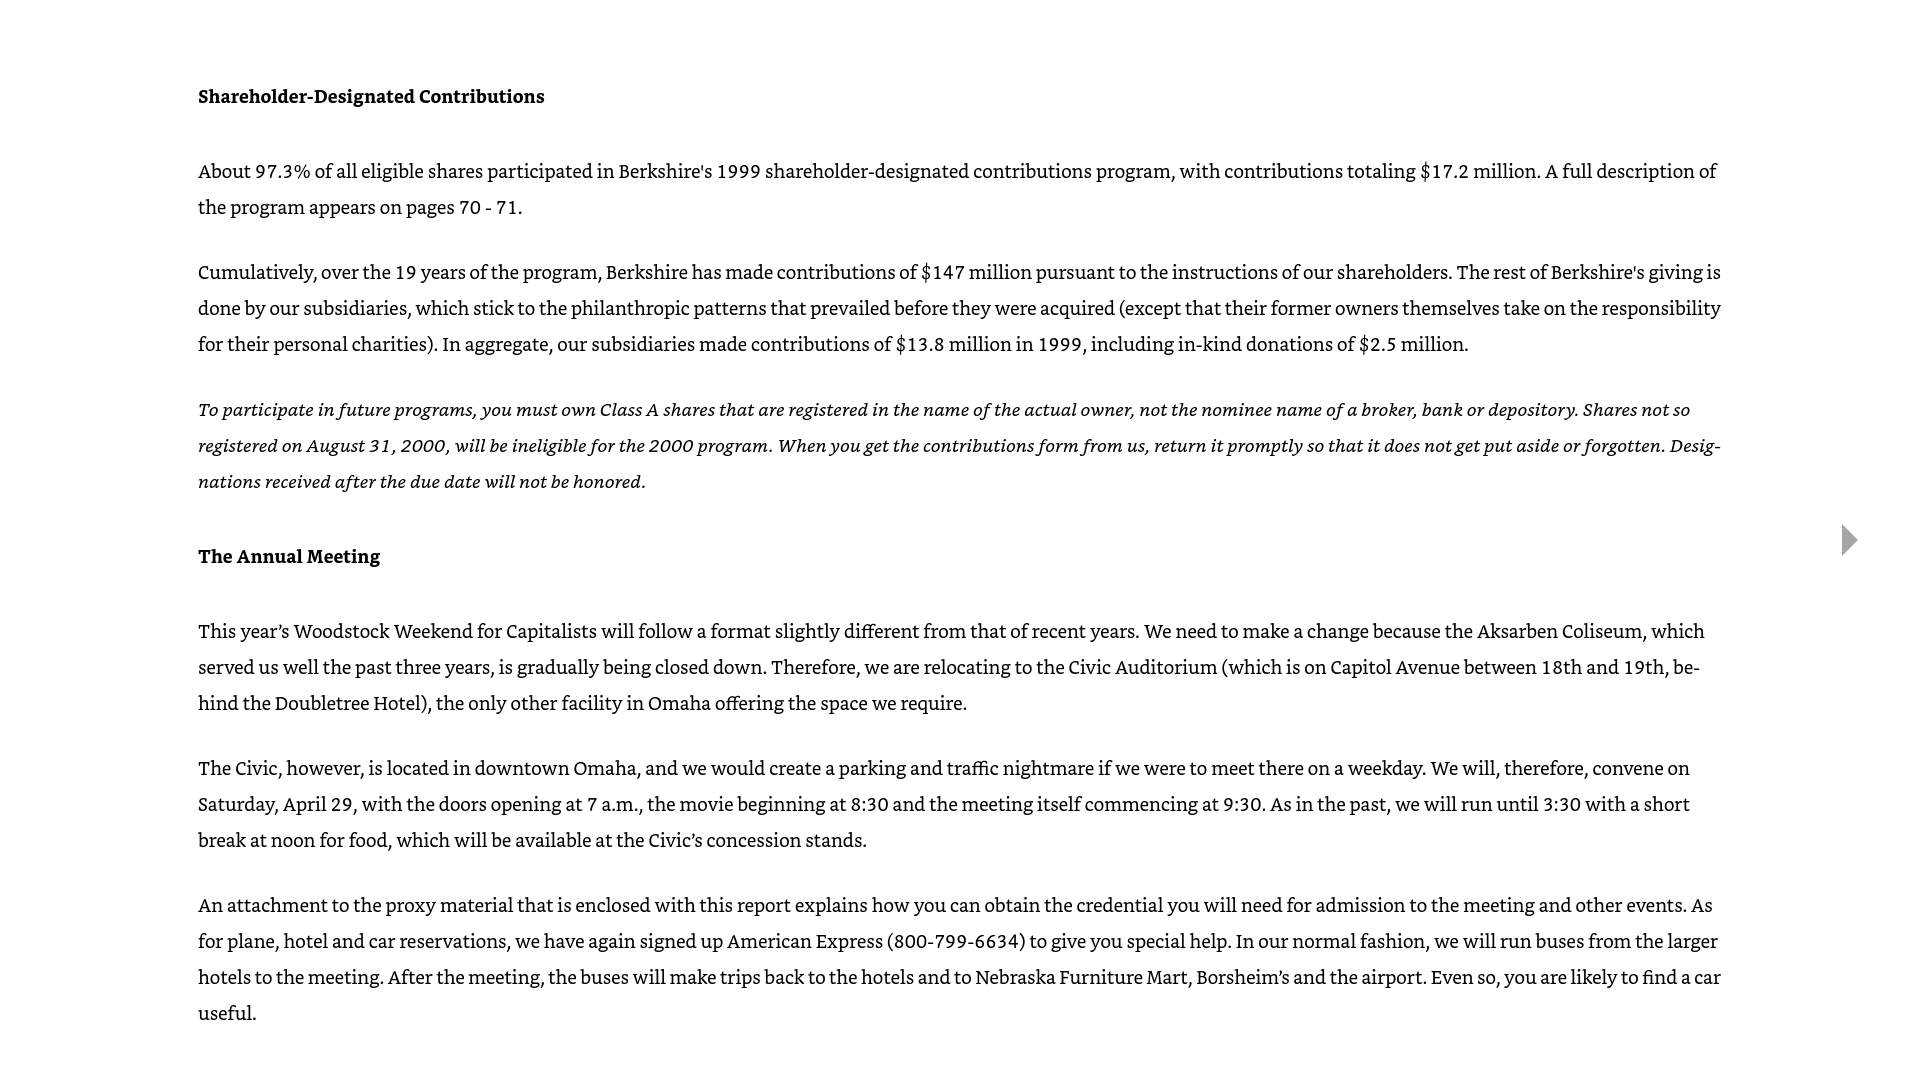 Shareholder-Designated Contributions
About 97.3% of all eligible shares participated in Berkshire's 1999 shareholder-designated contributions program, with contributions totaling $17.2 million. A full description of
the program appears on pages 70 - 71.
Cumulatively, over the 19 years of the program, Berkshire has made contributions of $147 million pursuant to the instructions of our shareholders. The rest of Berkshire's giving is
done by our subsidiaries, which stick to the philanthropic patterns that prevailed before they were acquired (except that their former owners themselves take on the responsibility
for their personal charities). In aggregate, our subsidiaries made contributions of $13.8 million in 1999, including in-kind donations of $2.5 million.
To participate in future programs, you must own Class A shares that are registered in the name of the actual owner, not the nominee name of a broker, bank or depository. Shares not so
registered on August 31, 2000, will be ineligible for the 2000 program. When you get the contributions form from us, return it promptly so that it does not get put aside or forgotten. Desig-
nations received after the due date will not be honored.
The Annual Meeting
This year’s Woodstock Weekend for Capitalists will follow a format slightly different from that of recent years. We need to make a change because the Aksarben Coliseum, which
served us well the past three years, is gradually being closed down. Therefore, we are relocating to the Civic Auditorium (which is on Capitol Avenue between 18th and 19th, be-
hind the Doubletree Hotel), the only other facility in Omaha offering the space we require.
The Civic, however, is located in downtown Omaha, and we would create a parking and traffic nightmare if we were to meet there on a weekday. We will, therefore, convene on
Saturday, April 29, with the doors opening at 7 a.m., the movie beginning at 8:30 and the meeting itself commencing at 9:30. As in the past, we will run until 3:30 with a short
break at noon for food, which will be available at the Civic’s concession stands.
An attachment to the proxy material that is enclosed with this report explains how you can obtain the credential you will need for admission to the meeting and other events. As
for plane, hotel and car reservations, we have again signed up American Express (800-799-6634) to give you special help. In our normal fashion, we will run buses from the larger
hotels to the meeting. After the meeting, the buses will make trips back to the hotels and to Nebraska Furniture Mart, Borsheim’s and the airport. Even so, you are likely to find a car
useful.